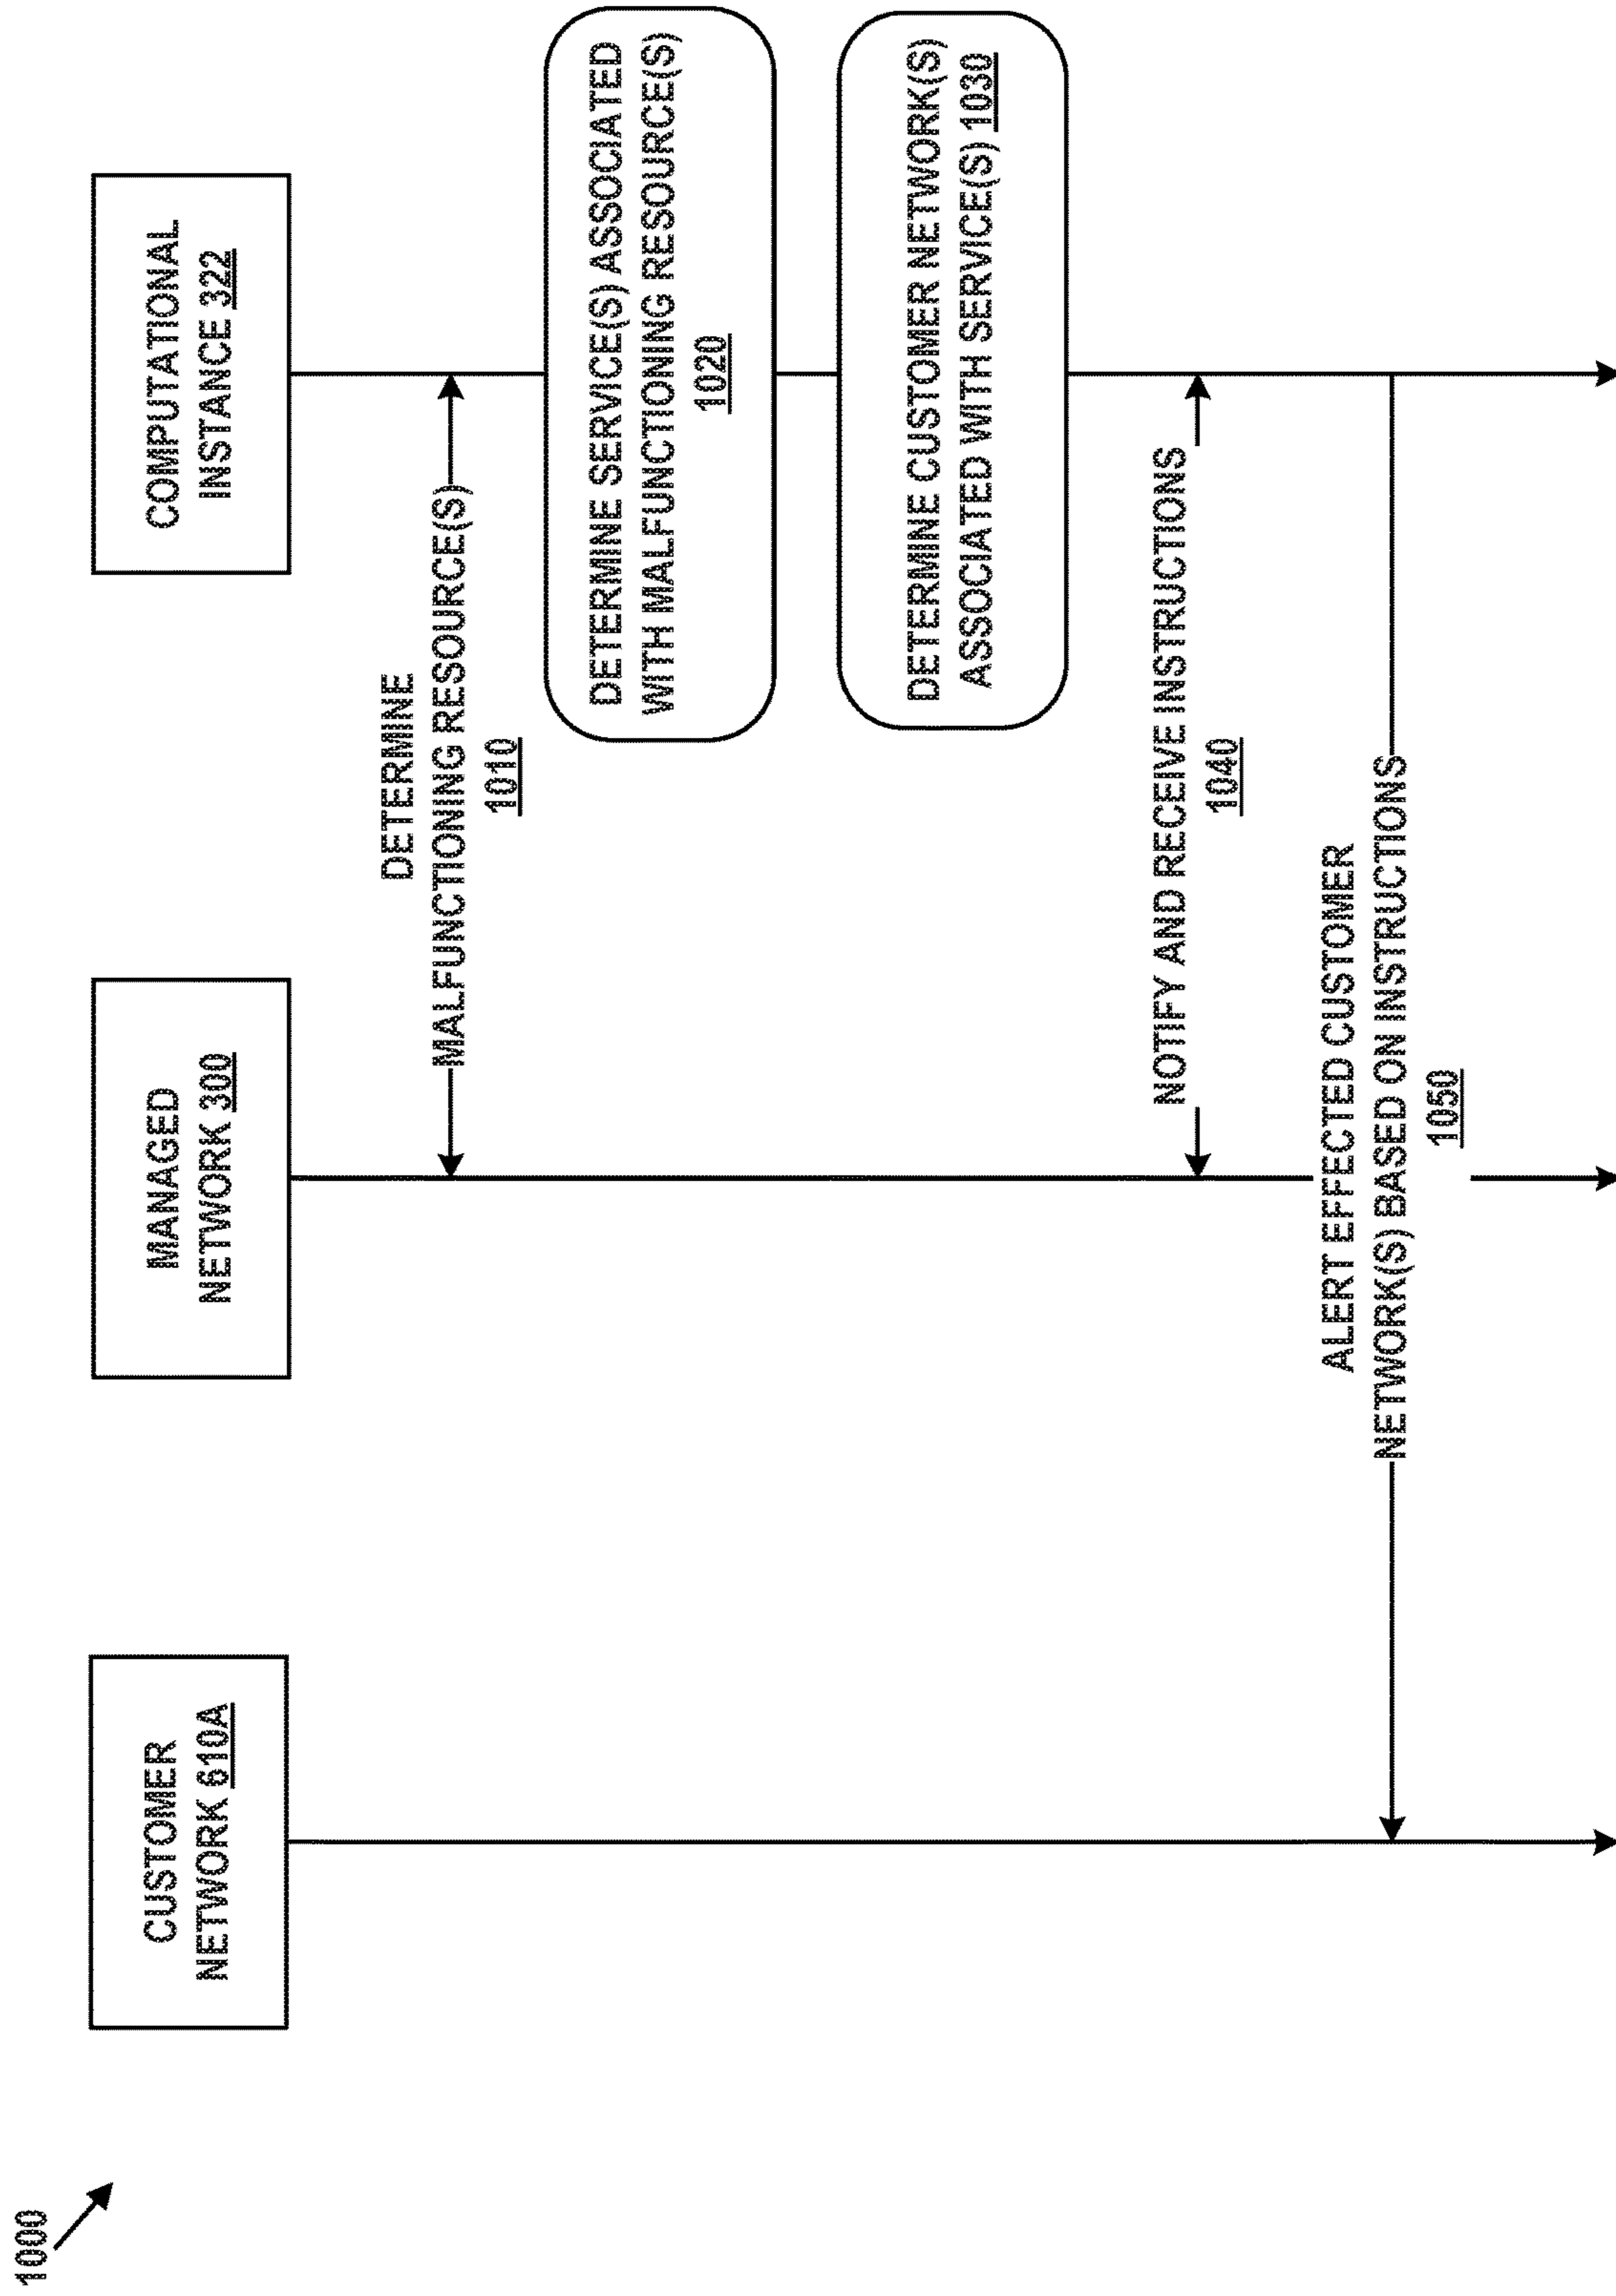 1000
CUSTOMER
NETWORK 610A
MANAGED
NETWORK 300
COMPUTATIONAL
INSTANCE 322
DETERMINE
MALFUNCTIONING RESOURCE(S)
1010
DETERMINE SERVICE(S) ASSOCIATED
WITH MALFUNCTIONING RESOURCE(S)
1020
DETERMINE CUSTOMER NETWORK(S)
ASSOCIATED WITH SERVICE(S) 1030
NOTIFY AND RECEIVE INSTRUCTIONS
1040
ALERT EFFECTED CUSTOMER
NETWORK(S) BASED ON INSTRUCTIONS
1050